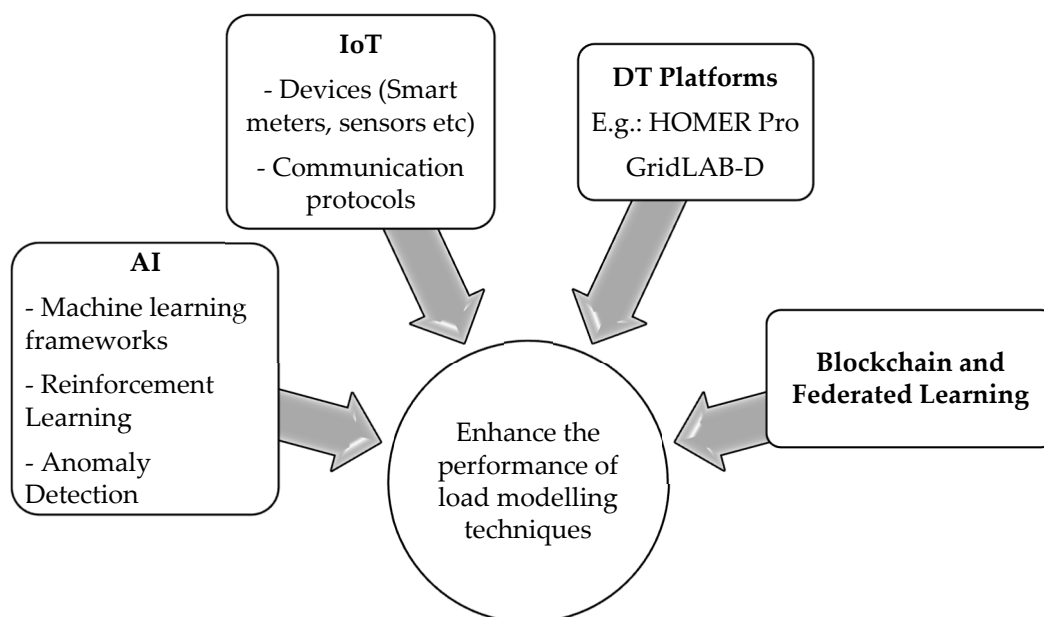 IoT
- Devices (Smart
meters, sensors etc)
- Communication
protocols
DT Platforms
E.g.: HOMER Pro
GridLAB-D
AI
- Machine learning
frameworks
- Reinforcement
Learning
- Anomaly
Detection
Blockchain and
Federated Learning
Enhance the
performance of
load modelling
techniques